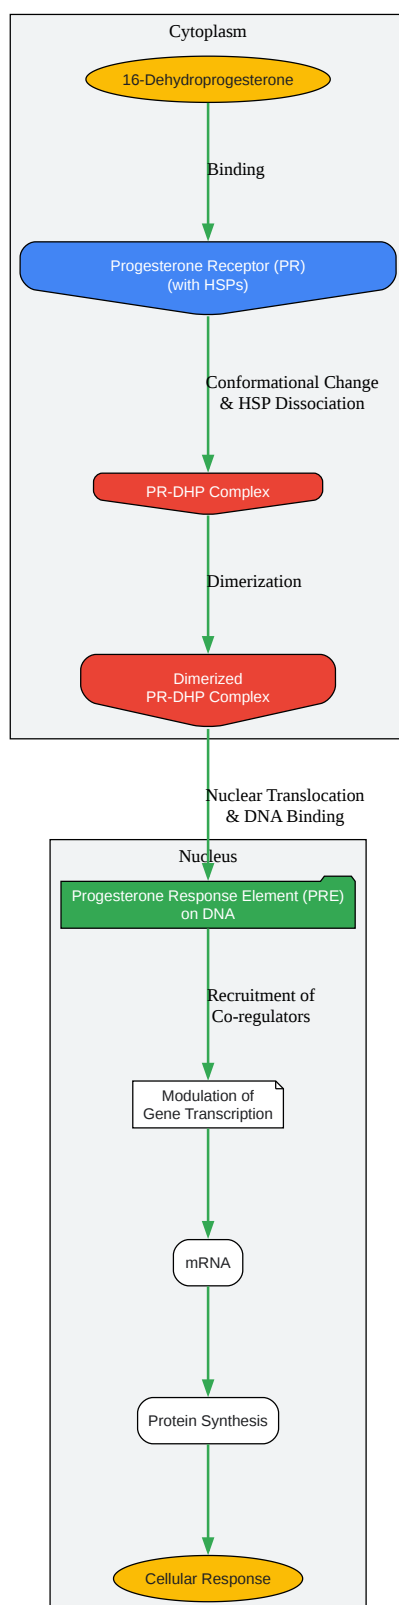 Cytoplasm
16-Dehydroprogesterone
Binding
Progesterone Receptor (PR)
(with HSPs)
Conformational Change
& HSP Dissociation
PR-DHP Complex
Dimerization
Dimerized
PR-DHP Complex
Nuclear Translocation
& DNA Binding
Nucleus
Progesterone Response Element (PRE)
on DNA
Recruitment of
Co-regulators
Modulation of
Gene Transcription
mRNA
Protein Synthesis
Cellular Response